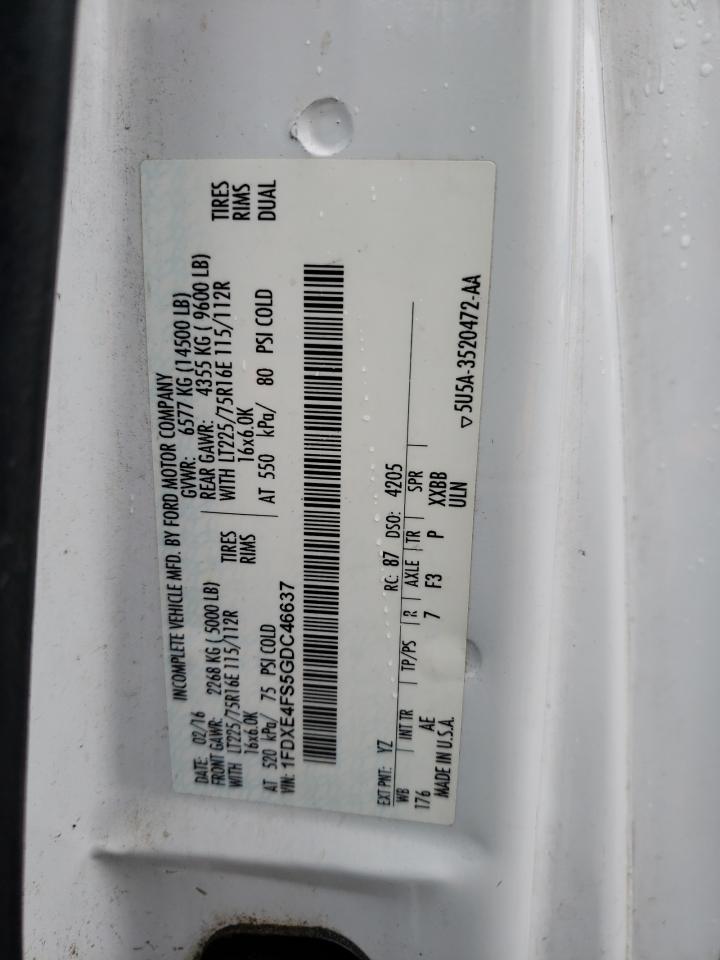 INCOMPLETE VEHICLE MFD. BY FORD MOTOR COMPANY
DATE: 02/16 GVWR: 6577 KG (14500 LB)
FRONT GAWR: 2268 KG ( 5000 LB) REAR GAWR: 4355 KG ( 9600 LB)
WITH LT225/75R16E 115/112R TIRES WITH LT225/75R16E 115/112R TIRES
16x6.0K RIMS 16x6.0K RIMS
AT 520 kPa/ 75 PSI COLD AT 550 kPa/ 80 PSI COLD DUAL
VIN: 1FDXE4FS5GDC46637
EXT PNT: YZ RC: 87 DSO: 4205
WB INT TR TP/PS R AXLE TR SPR
176 AE 7 F3 P XXBB
MADE IN U.S.A. ULN
▽5U5A-3520472-AA